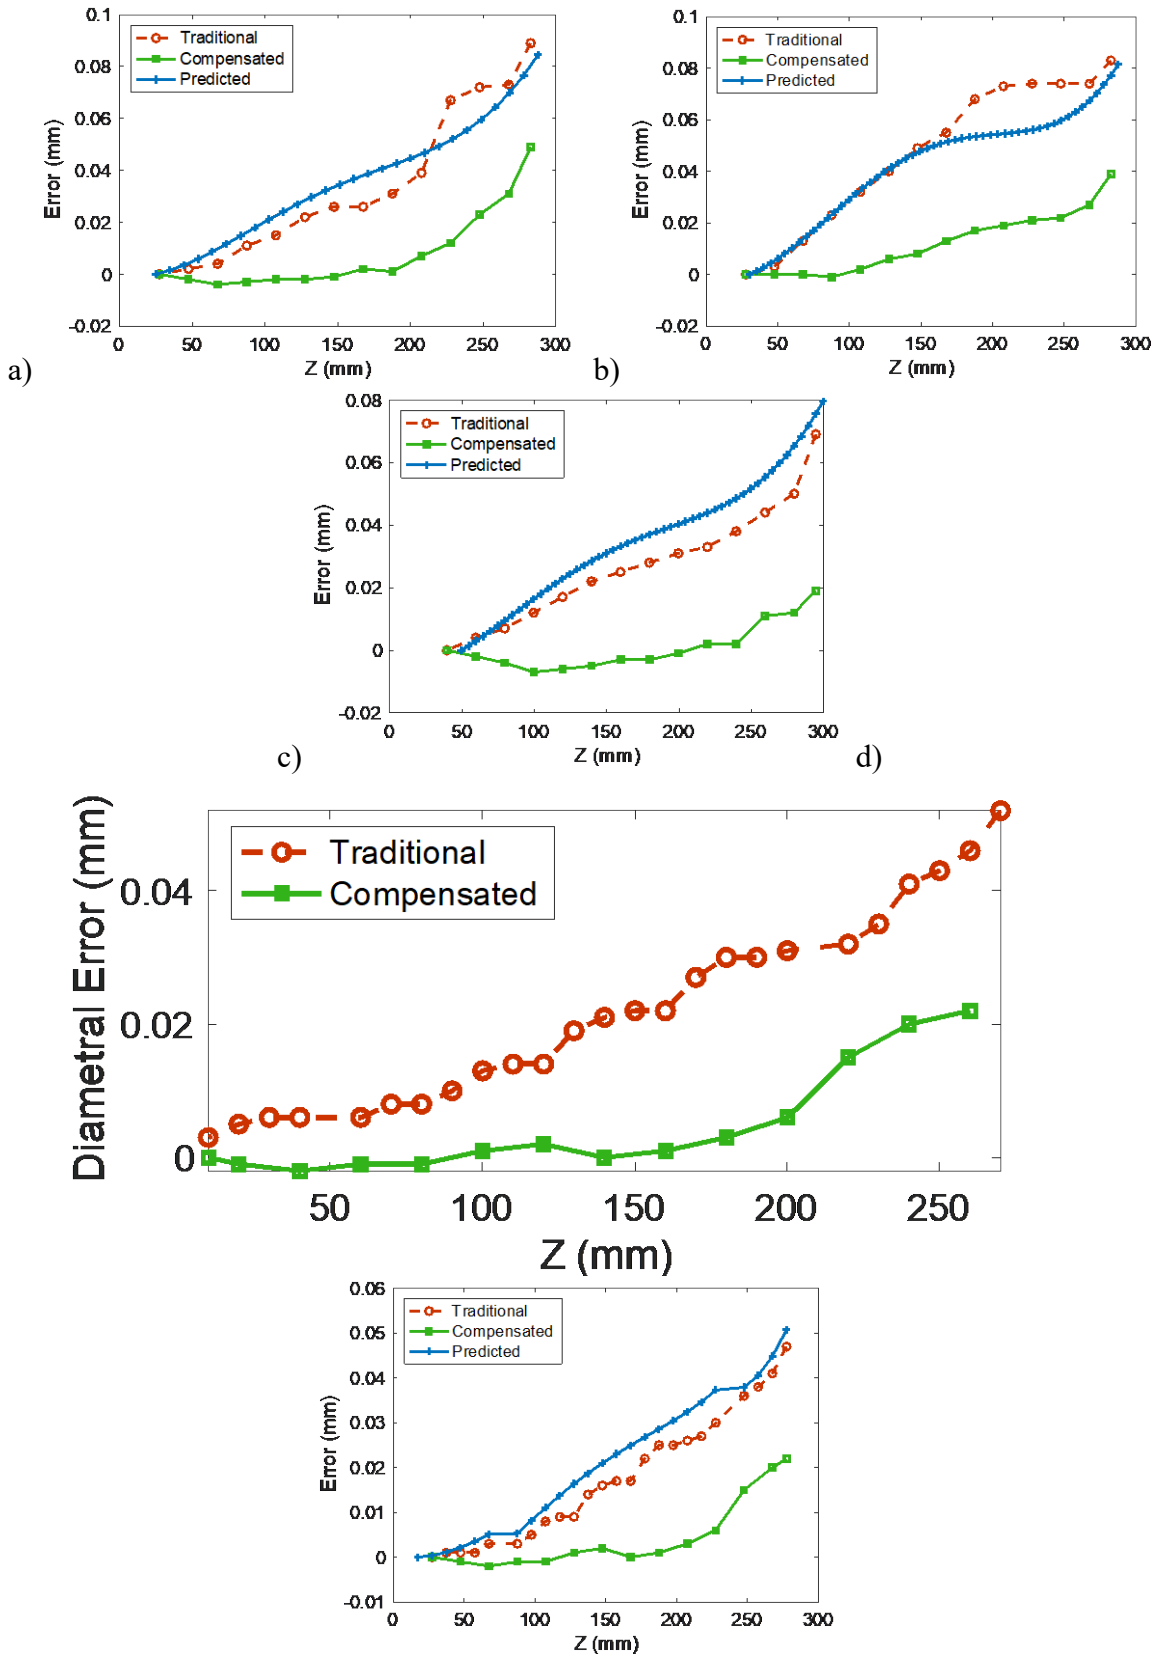 0.1
0.08
0.06
0.04
0.02
0
-0.02
Error (mm)
Traditional
Compensated
Predicted
0 50 100 150 200 250 300
Z (mm)
a)
0.1
0.08
0.06
0.04
0.02
0
-0.02
Error (mm)
Traditional
Compensated
Predicted
0 50 100 150 200 250 300
Z (mm)
b)
0.08
0.06
0.04
0.02
0
-0.02
Error (mm)
Traditional
Compensated
Predicted
0 50 100 150 200 250 300
Z (mm)
c)
d)
Diametral Error (mm)
0.04
0.02
0
Traditional
Compensated
50 100 150 200 250
Z (mm)
0.06
0.05
0.04
0.03
0.02
0.01
0
-0.01
Error (mm)
Traditional
Compensated
Predicted
0 50 100 150 200 250 300
Z (mm)